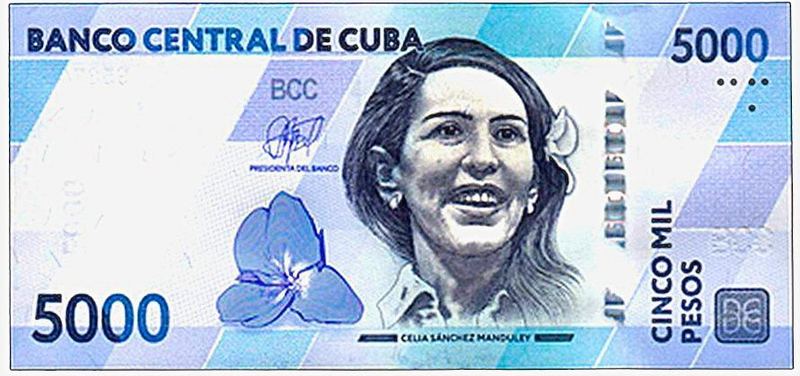 BANCO CENTRAL DE CUBA
5000
BCC
PRESIDENTA DEL BANCO
5000
CELIA SÁNCHEZ MANDULEY
CINCO MIL
PESOS